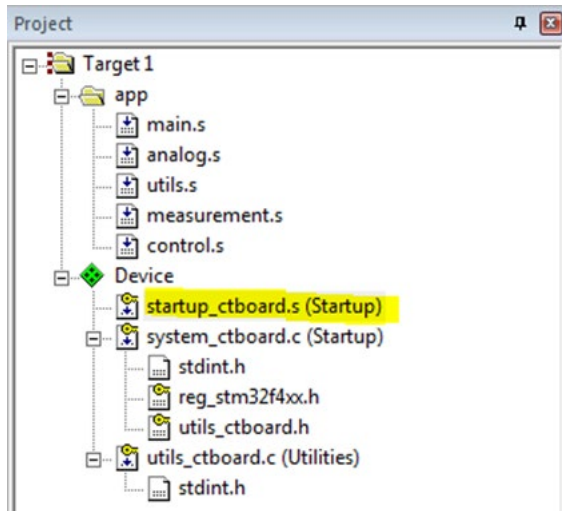 Project
Target 1
app
main.s
analog.s
utils.s
measurement.s
control.s
Device
startup_ctboard.s (Startup)
system_ctboard.c (Startup)
stdint.h
reg_stm32f4xx.h
utils_ctboard.h
utils_ctboard.c (Utilities)
stdint.h